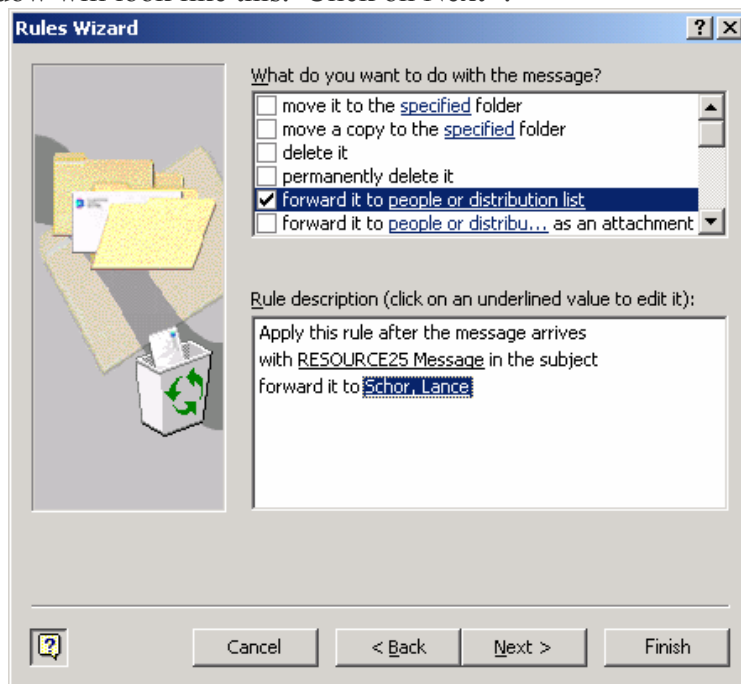 Rules Wizard
What do you want to do with the message?
move it to the specified folder
move a copy to the specified folder
delete it
permanently delete it
forward it to people or distribution list
forward it to people or distribu... as an attachment
Rule description (click on an underlined value to edit it):
Apply this rule after the message arrives
with RESOURCE25 Message in the subject
forward it to Schor, Lance
Cancel
< Back
Next >
Finish